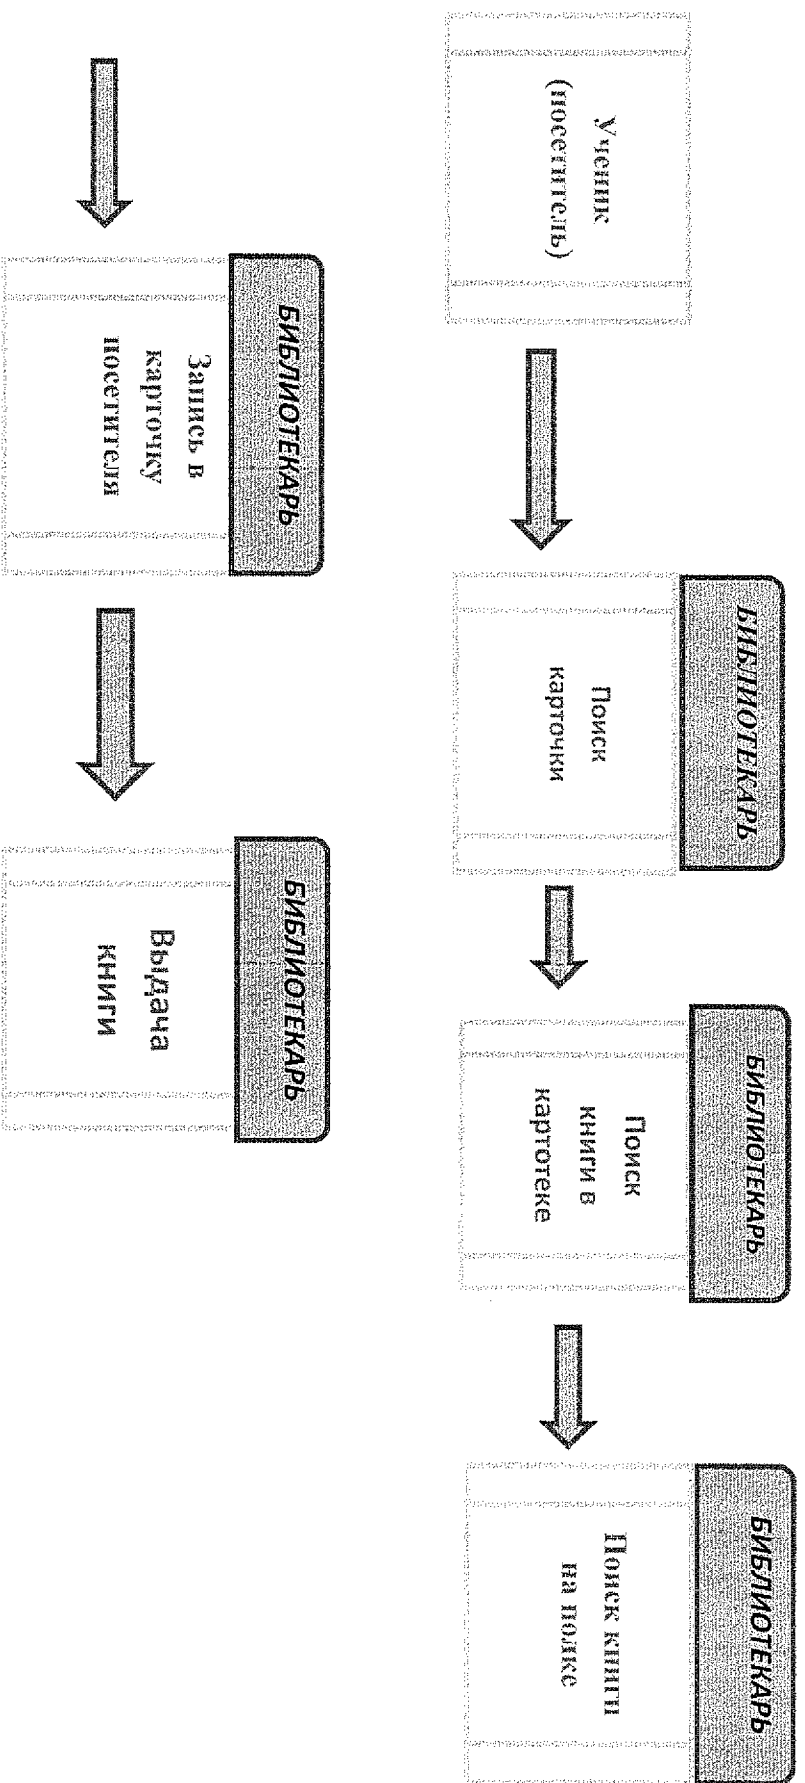 Ученик
(посетитель)
БИБЛИОТЕКАРЬ
Поиск
карточки
БИБЛИОТЕКАРЬ
Поиск
книги в
картотеке
БИБЛИОТЕКАРЬ
Поиск книги
на полке
БИБЛИОТЕКАРЬ
Запись в
карточку
посетителя
БИБЛИОТЕКАРЬ
Выдача
книги